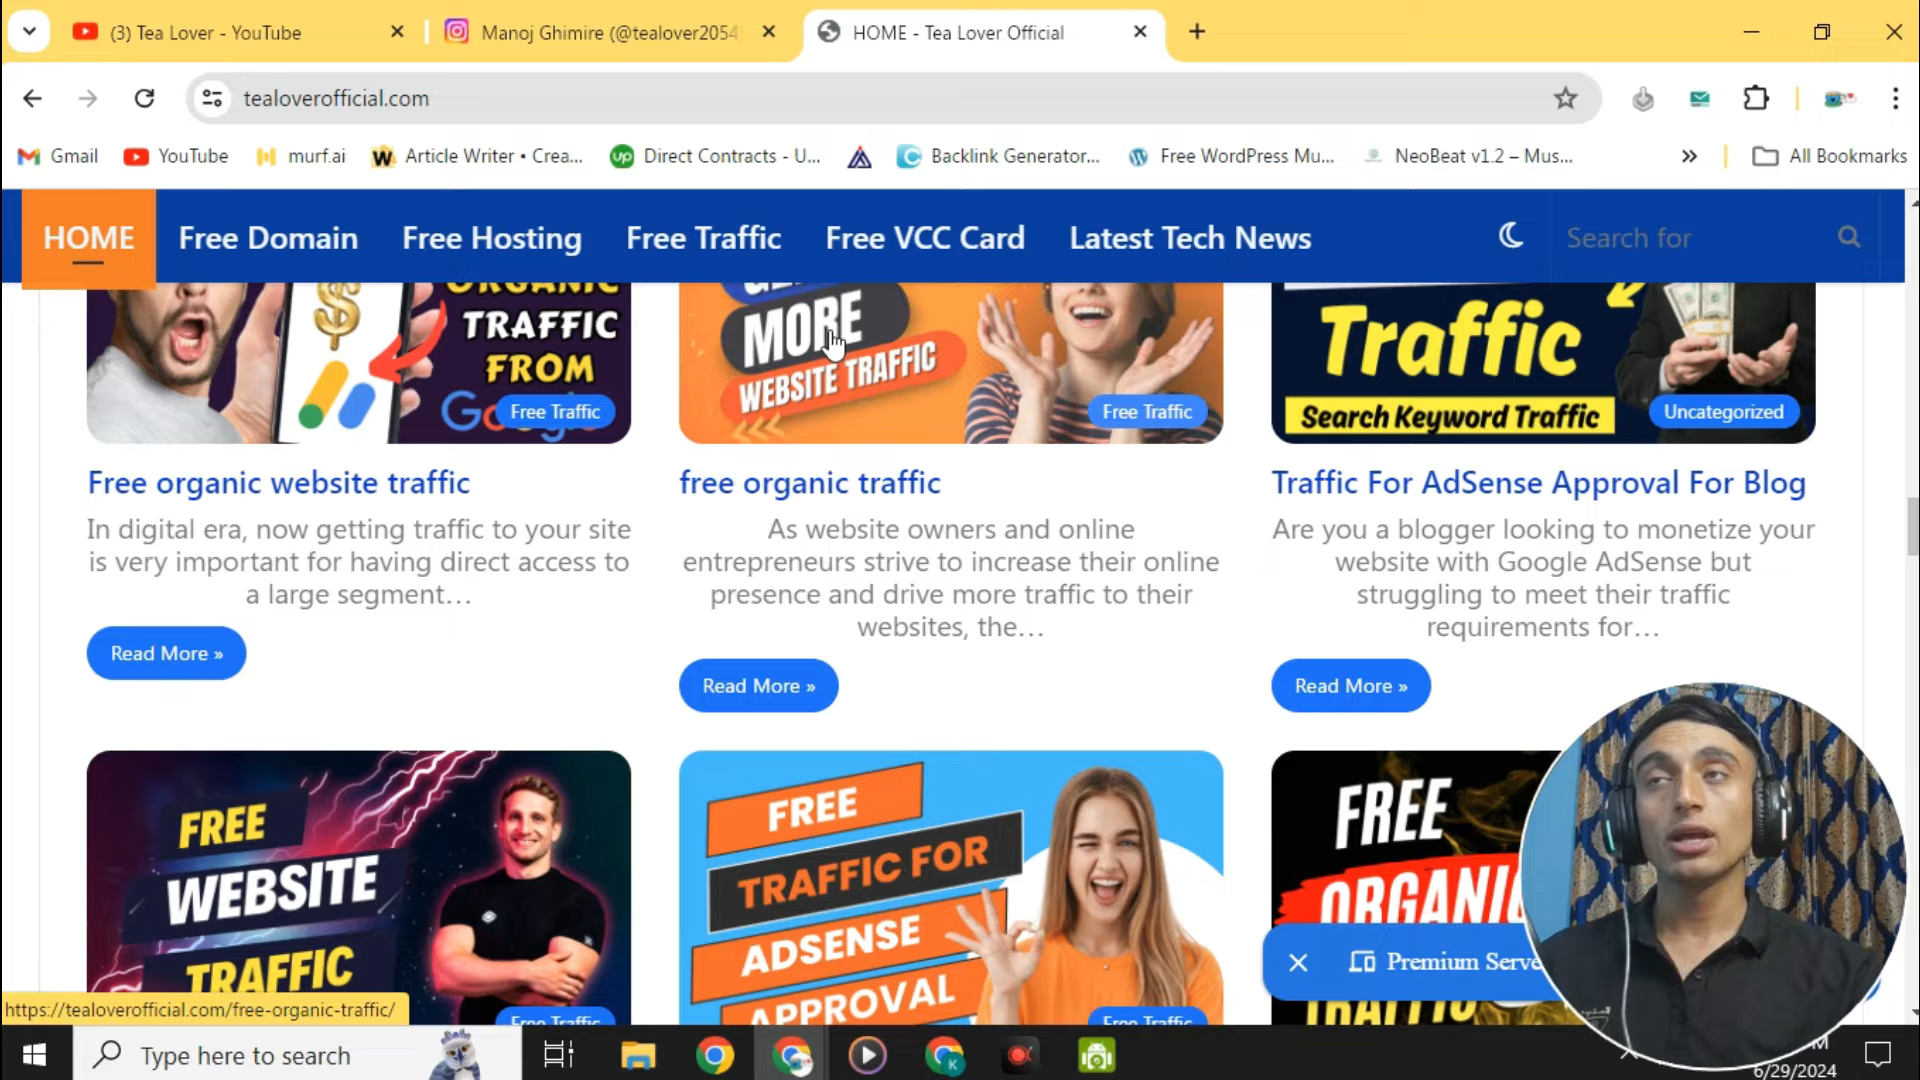 (3) Tea Lover - YouTube
Manoj Ghimire (@tealover2054
HOME - Tea Lover Official
tealoverofficial.com
Gmail
YouTube
murf.ai
Article Writer • Crea...
Direct Contracts - U...
Backlink Generator...
Free WordPress Mu...
NeoBeat v1.2 – Mus...
All Bookmarks
HOME
Free Domain
Free Hosting
Free Traffic
Free VCC Card
Latest Tech News
Search for
ORGANIC
TRAFFIC
FROM
Free Traffic
MORE
WEBSITE TRAFFIC
Free Traffic
Traffic
Search Keyword Traffic
Uncategorized
Free organic website traffic
In digital era, now getting traffic to your site
is very important for having direct access to
a large segment…
Read More »
free organic traffic
As website owners and online
entrepreneurs strive to increase their online
presence and drive more traffic to their
websites, the…
Read More »
Traffic For AdSense Approval For Blog
Are you a blogger looking to monetize your
website with Google AdSense but
struggling to meet their traffic
requirements for…
Read More »
FREE
WEBSITE
TRAFFIC
Free Traffic
FREE
TRAFFIC FOR
ADSENSE
APPROVAL
Free Traffic
FREE
ORGANIC
TRAFFIC
Premium Serve
https://tealoverofficial.com/free-organic-traffic/
Type here to search
6/29/2024